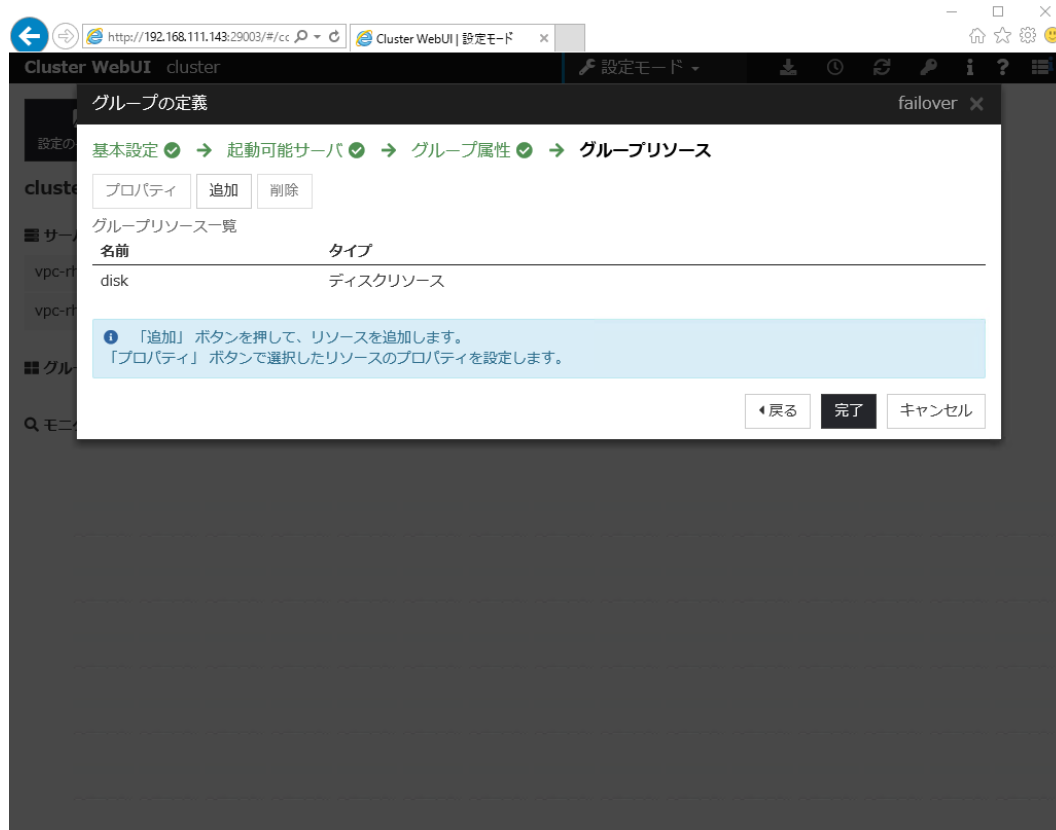 http://192.168.111.143:29003/#/cc
Cluster WebUI | 設定モード
Cluster WebUI cluster 設定モード
グループの定義 failover
設定の
基本設定 → 起動可能サーバ → グループ属性 → グループリソース
cluste
プロパティ 追加 削除
グループリソース一覧
サー
名前 タイプ
vpc-rh
disk ディスクリソース
vpc-rh
「追加」 ボタンを押して、リソースを追加します。
「プロパティ」 ボタンで選択したリソースのプロパティを設定します。
グルー
戻る 完了 キャンセル
モニタ